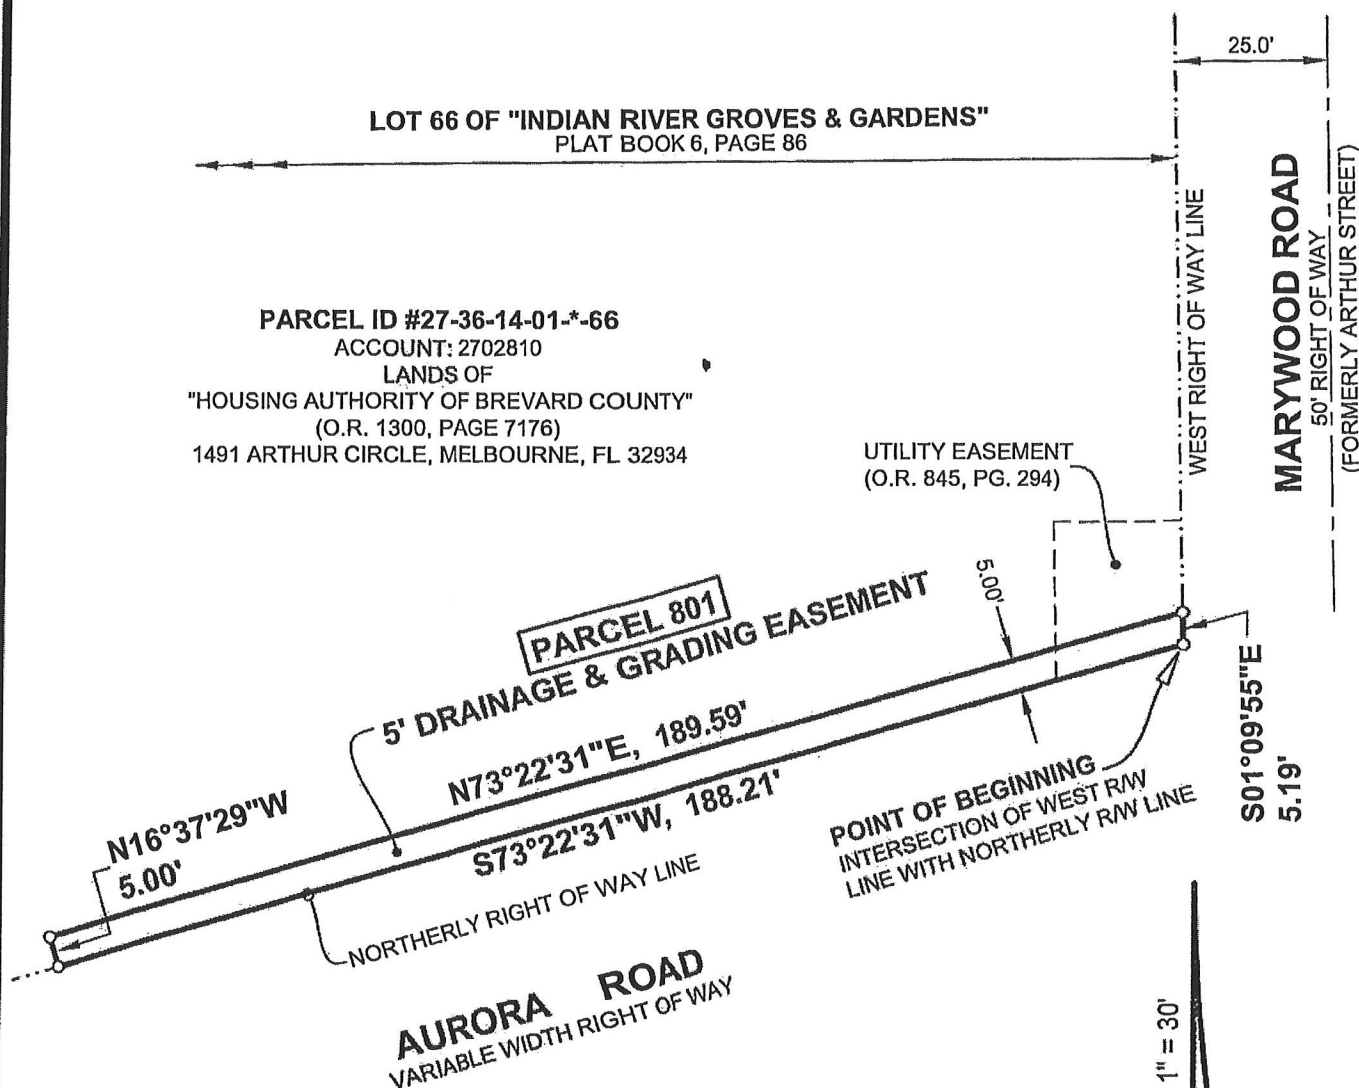 25.0'
LOT 66 OF "INDIAN RIVER GROVES & GARDENS"
PLAT BOOK 6, PAGE 86
WEST RIGHT OF WAY LINE
MARYWOOD ROAD
50' RIGHT OF WAY
(FORMERLY ARTHUR STREET)
PARCEL ID #27-36-14-01-*-66
ACCOUNT: 2702810
LANDS OF
"HOUSING AUTHORITY OF BREVARD COUNTY"
(O.R. 1300, PAGE 7176)
1491 ARTHUR CIRCLE, MELBOURNE, FL 32934
UTILITY EASEMENT
(O.R. 845, PG. 294)
PARCEL 801
5' DRAINAGE & GRADING EASEMENT
5.00'
N73°22'31"E, 189.59'
S73°22'31"W, 188.21'
N16°37'29"W
5.00'
S01°09'55"E
5.19'
POINT OF BEGINNING
INTERSECTION OF WEST R/W
LINE WITH NORTHERLY R/W LINE
NORTHERLY RIGHT OF WAY LINE
AURORA ROAD
VARIABLE WIDTH RIGHT OF WAY
1" = 30'